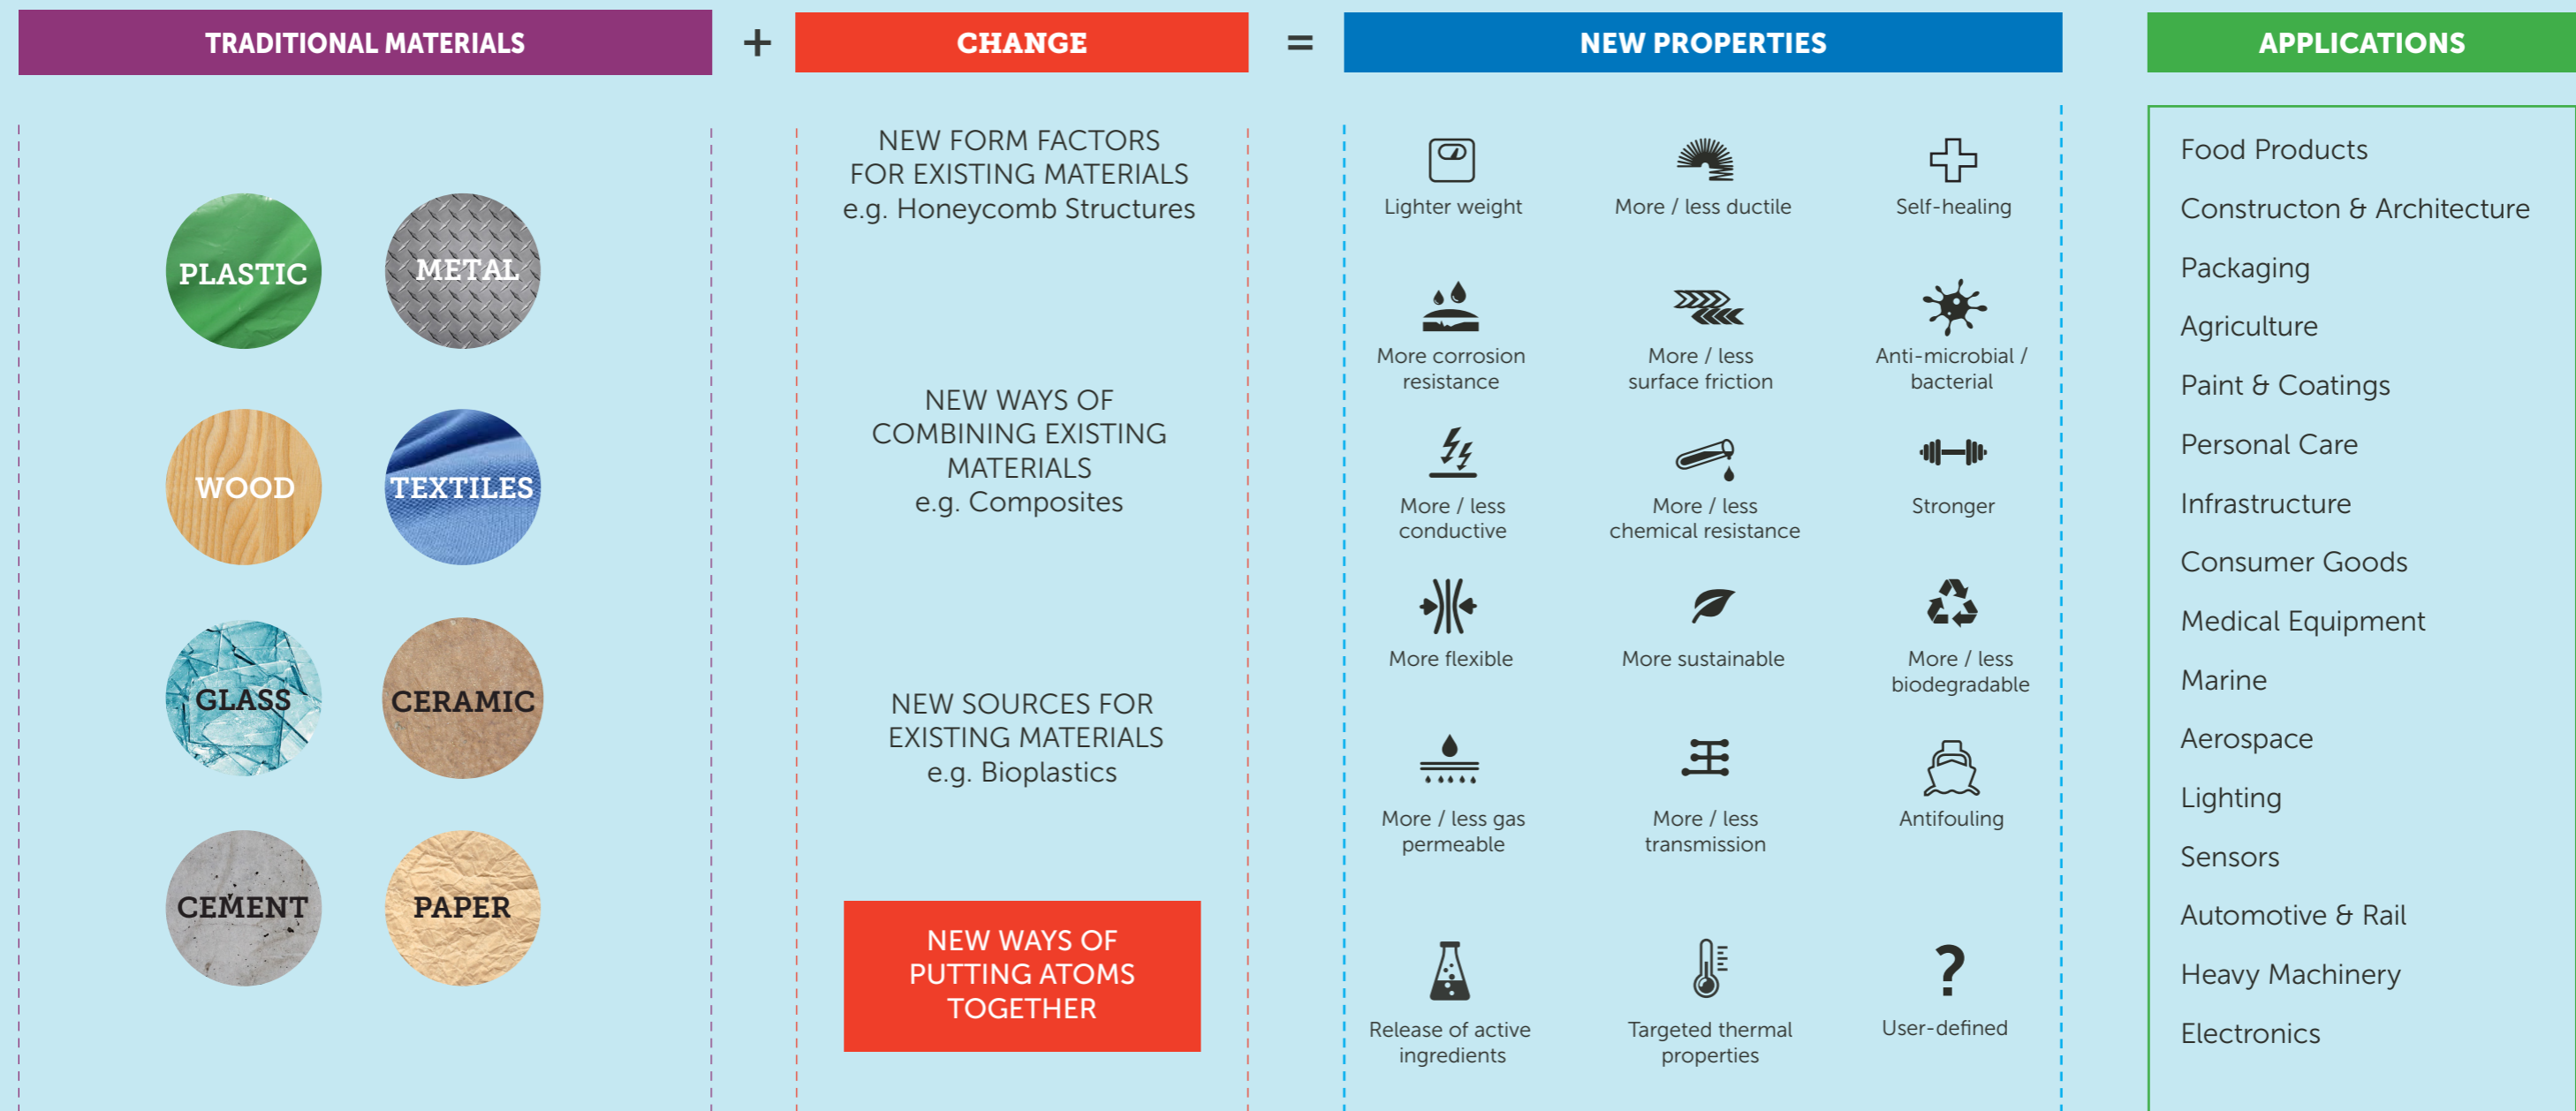 TRADITIONAL MATERIALS
+
CHANGE
=
NEW PROPERTIES
APPLICATIONS
PLASTIC
METAL
WOOD
TEXTILES
GLASS
CERAMIC
CEMENT
PAPER
NEW FORM FACTORS
FOR EXISTING MATERIALS
e.g. Honeycomb Structures
NEW WAYS OF
COMBINING EXISTING
MATERIALS
e.g. Composites
NEW SOURCES FOR
EXISTING MATERIALS
e.g. Bioplastics
NEW WAYS OF
PUTTING ATOMS
TOGETHER
Lighter weight
More / less ductile
Self-healing
More corrosion
resistance
More / less
surface friction
Anti-microbial /
bacterial
More / less
conductive
More / less
chemical resistance
Stronger
More flexible
More sustainable
More / less
biodegradable
More / less gas
permeable
More / less
transmission
Antifouling
Release of active
ingredients
Targeted thermal
properties
?
User-defined
Food Products
Constructon & Architecture
Packaging
Agriculture
Paint & Coatings
Personal Care
Infrastructure
Consumer Goods
Medical Equipment
Marine
Aerospace
Lighting
Sensors
Automotive & Rail
Heavy Machinery
Electronics